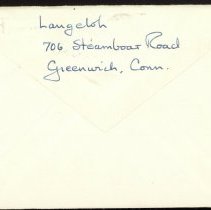 Langeloh
706 Steamboat Road
Greenwich, Conn.